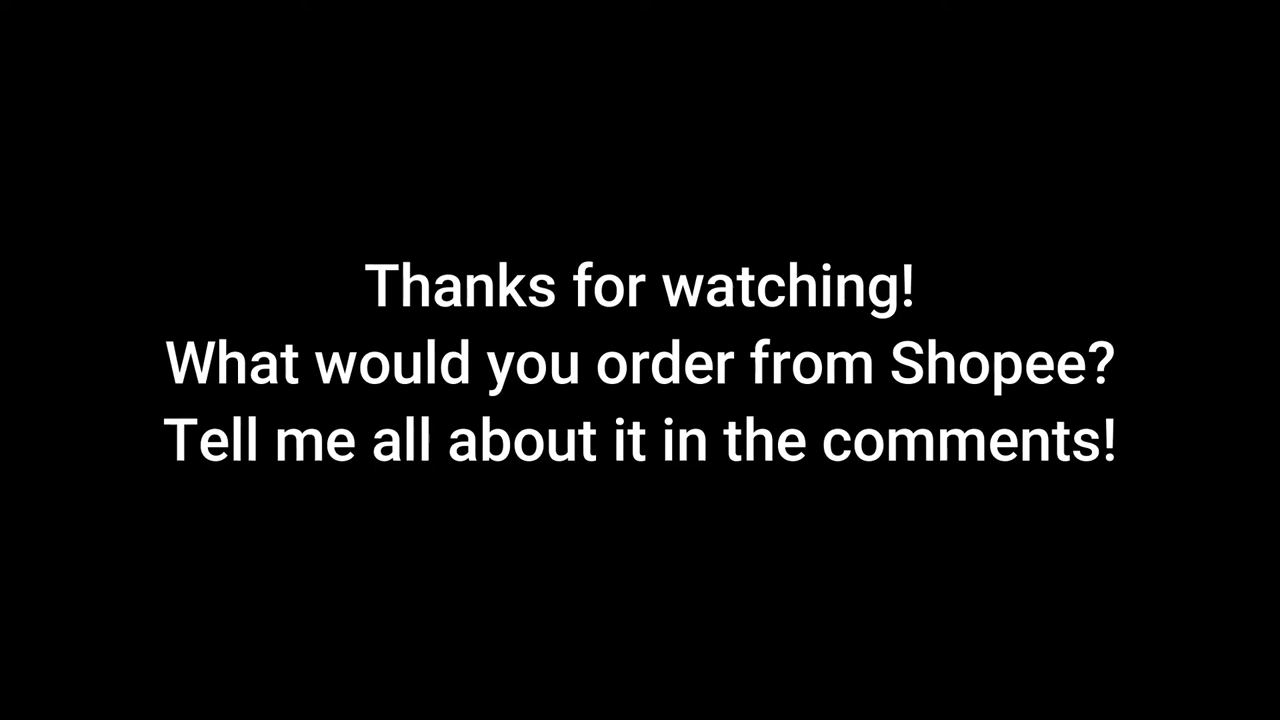 Thanks for watching!
What would you order from Shopee?
Tell me all about it in the comments!